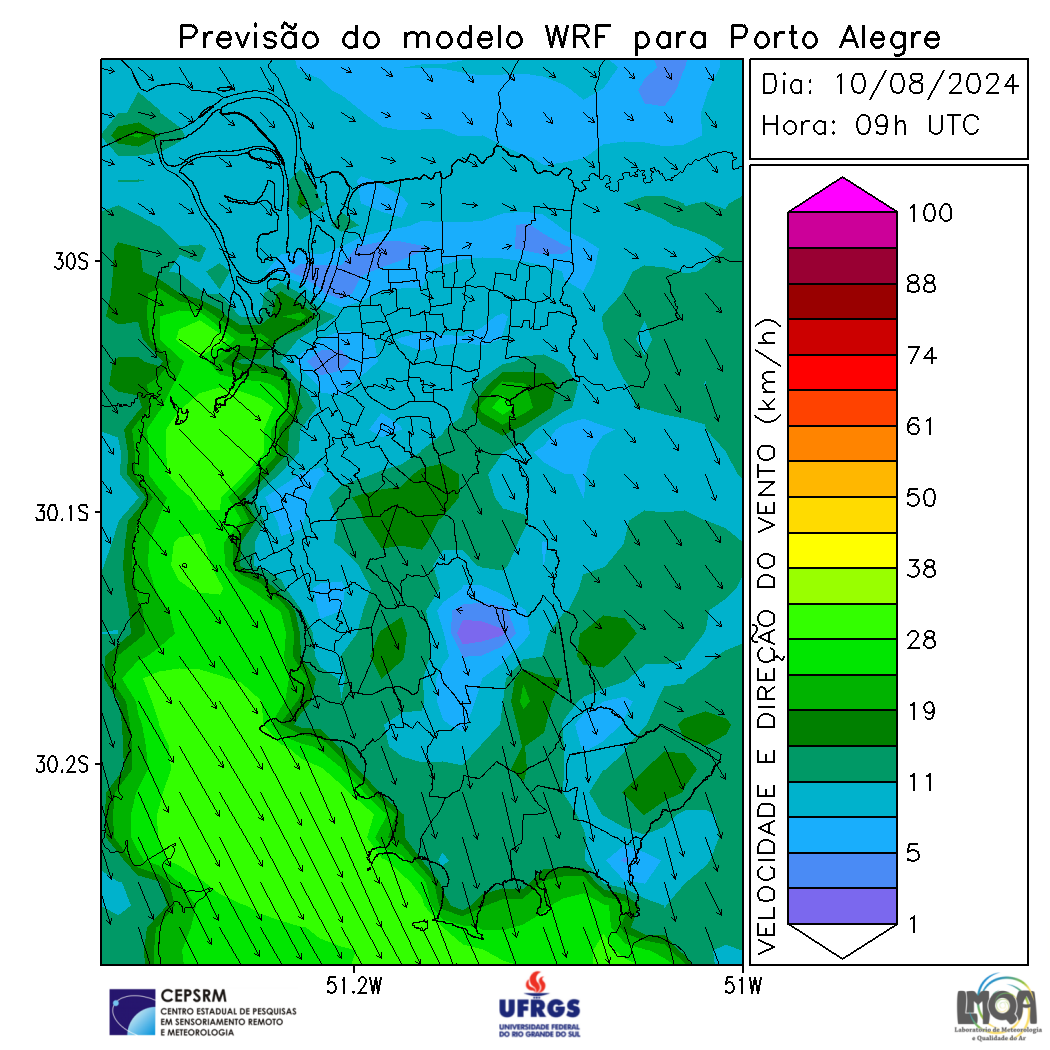 Previsão do modelo WRF para Porto Alegre
Dia: 10/08/2024
Hora: 09h UTC
30S
30.1S
30.2S
51.2W
51W
VELOCIDADE E DIREÇÃO DO VENTO (km/h)
100
88
74
61
50
38
28
19
11
5
1
CEPSRM
CENTRO ESTADUAL DE PESQUISAS
EM SENSORIAMENTO REMOTO
E METEOROLOGIA
UFRGS
UNIVERSIDADE FEDERAL
DO RIO GRANDE DO SUL
LMQA
Laboratório de Meteorologia
e Qualidade do Ar